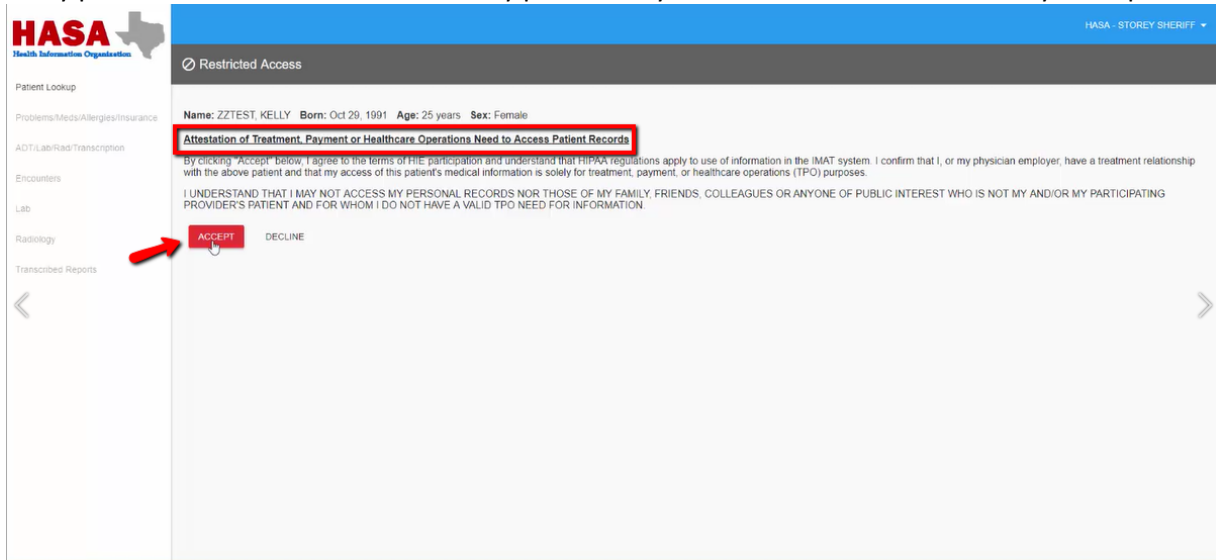 HASA
Health Information Organization
HASA - STOREY SHERIFF
Restricted Access
Patient Lookup
Problems/Meds/Allergies/Insurance
ADT/Lab/Rad/Transcription
Encounters
Lab
Radiology
Transcribed Reports
Name: ZZTEST, KELLY Born: Oct 29, 1991 Age: 25 years Sex: Female
Attestation of Treatment, Payment or Healthcare Operations Need to Access Patient Records
By clicking "Accept" below, I agree to the terms of HIE participation and understand that HIPAA regulations apply to use of information in the IMAT system. I confirm that I, or my physician employer, have a treatment relationship
with the above patient and that my access of this patient's medical information is solely for treatment, payment, or healthcare operations (TPO) purposes.
I UNDERSTAND THAT I MAY NOT ACCESS MY PERSONAL RECORDS NOR THOSE OF MY FAMILY, FRIENDS, COLLEAGUES OR ANYONE OF PUBLIC INTEREST WHO IS NOT MY AND/OR MY PARTICIPATING
PROVIDER'S PATIENT AND FOR WHOM I DO NOT HAVE A VALID TPO NEED FOR INFORMATION.
ACCEPT DECLINE